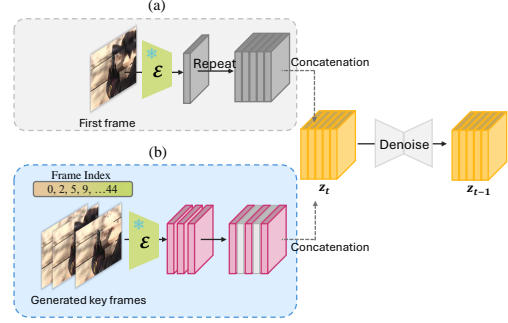 (a)
Repeat
Concatenation
ε
First frame
Denoise
z_t
z_{t-1}
(b)
Frame Index
0, 2, 5, 9, …44
ε
Concatenation
Generated key frames